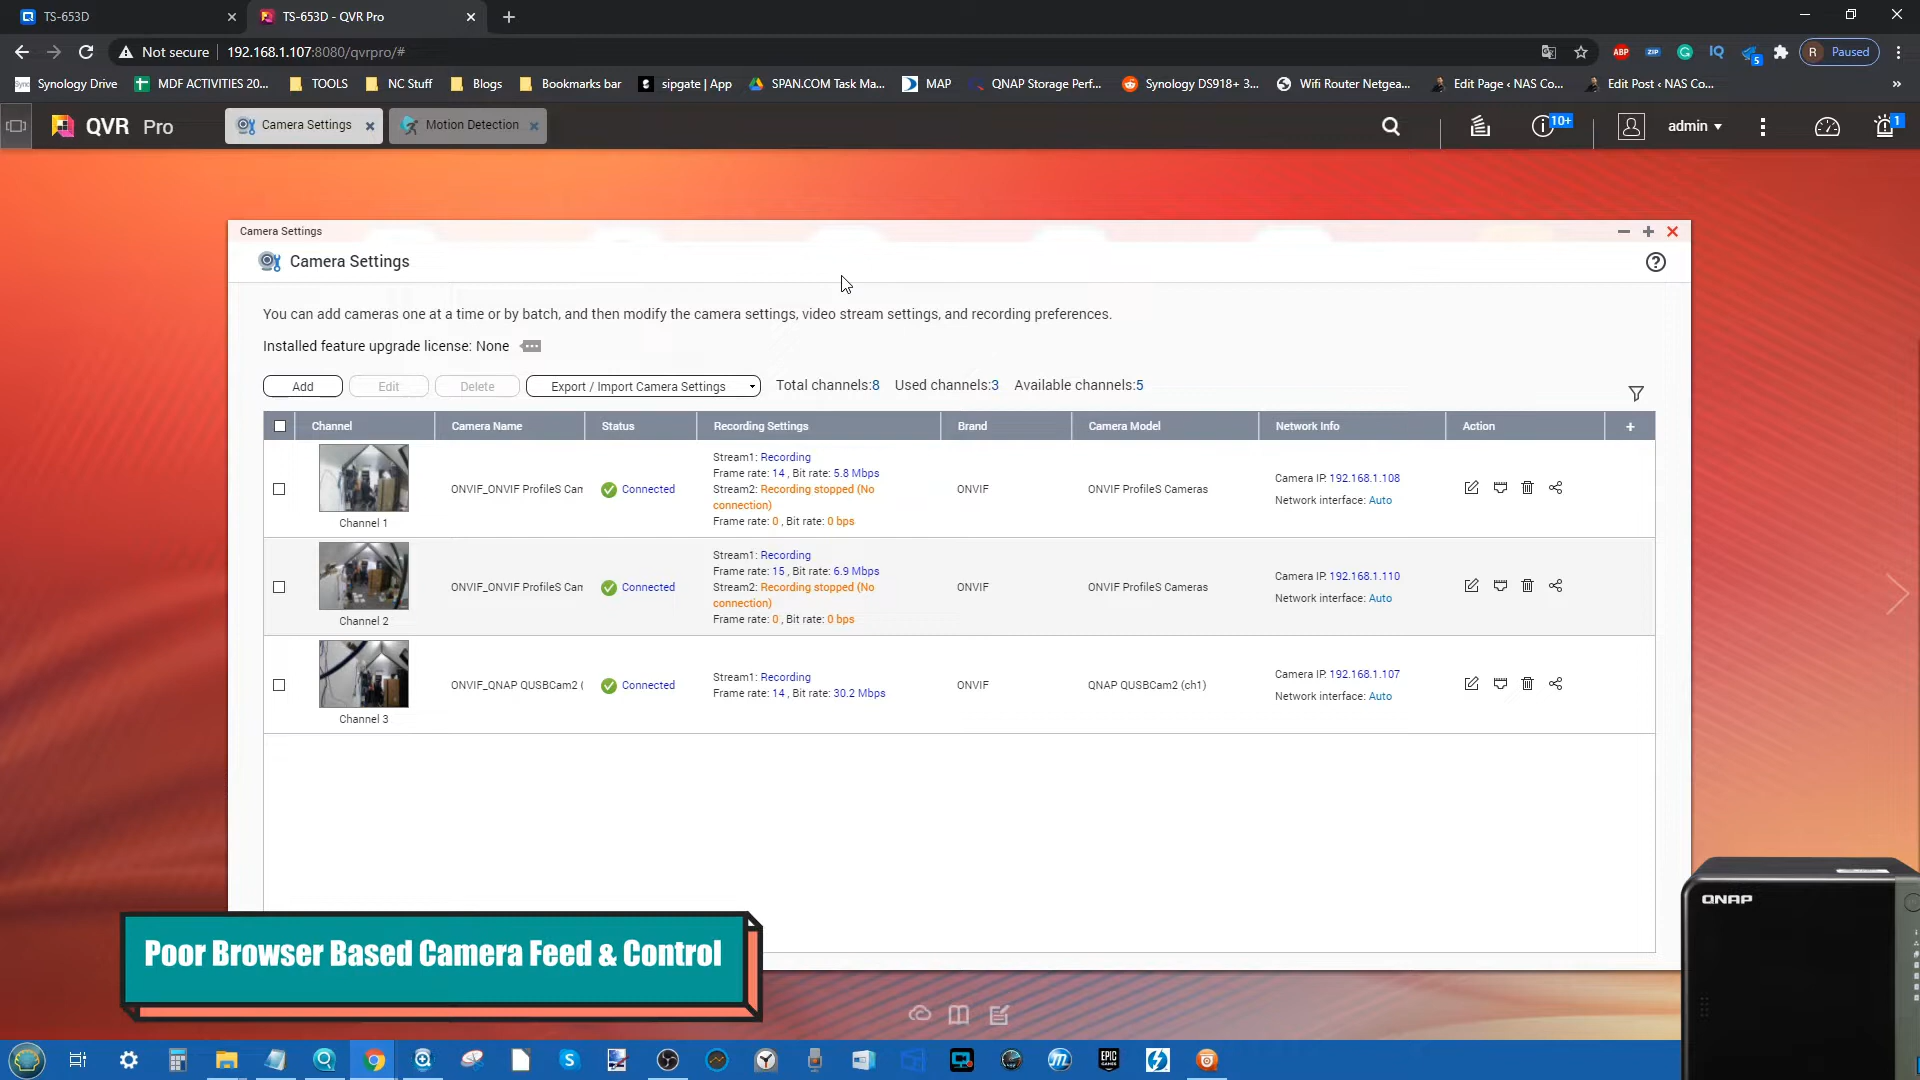 TS-653D
TS-653D - QVR Pro
Not secure
192.168.1.107:8080/qvrpro/#
ABP
ZIP
IQ
5
R Paused
Synology Drive
MDF ACTIVITIES 20...
TOOLS
NC Stuff
Blogs
Bookmarks bar
sipgate | App
SPAN.COM Task Ma...
MAP
QNAP Storage Perf...
Synology DS918+ 3...
Wifi Router Netgea...
Edit Page ‹ NAS Co...
Edit Post ‹ NAS Co...
»
QVR Pro
Camera Settings
Motion Detection
10+
admin
1
Camera Settings
Camera Settings
You can add cameras one at a time or by batch, and then modify the camera settings, video stream settings, and recording preferences.
Installed feature upgrade license: None
Add
Edit
Delete
Export / Import Camera Settings
Total channels:8 Used channels:3 Available channels:5
Channel
Camera Name
Status
Recording Settings
Brand
Camera Model
Network Info
Action
+
Channel 1
ONVIF_ONVIF ProfileS Cam
Connected
Stream1: Recording
Frame rate: 14 , Bit rate: 5.8 Mbps
Stream2: Recording stopped (No
connection)
Frame rate: 0 , Bit rate: 0 bps
ONVIF
ONVIF ProfileS Cameras
Camera IP: 192.168.1.108
Network interface: Auto
Channel 2
ONVIF_ONVIF ProfileS Cam
Connected
Stream1: Recording
Frame rate: 15 , Bit rate: 6.9 Mbps
Stream2: Recording stopped (No
connection)
Frame rate: 0 , Bit rate: 0 bps
ONVIF
ONVIF ProfileS Cameras
Camera IP: 192.168.1.110
Network interface: Auto
Channel 3
ONVIF_QNAP QUSBCam2 (
Connected
Stream1: Recording
Frame rate: 14 , Bit rate: 30.2 Mbps
ONVIF
QNAP QUSBCam2 (ch1)
Camera IP: 192.168.1.107
Network interface: Auto
QNAP
Poor Browser Based Camera Feed & Control
EPIC